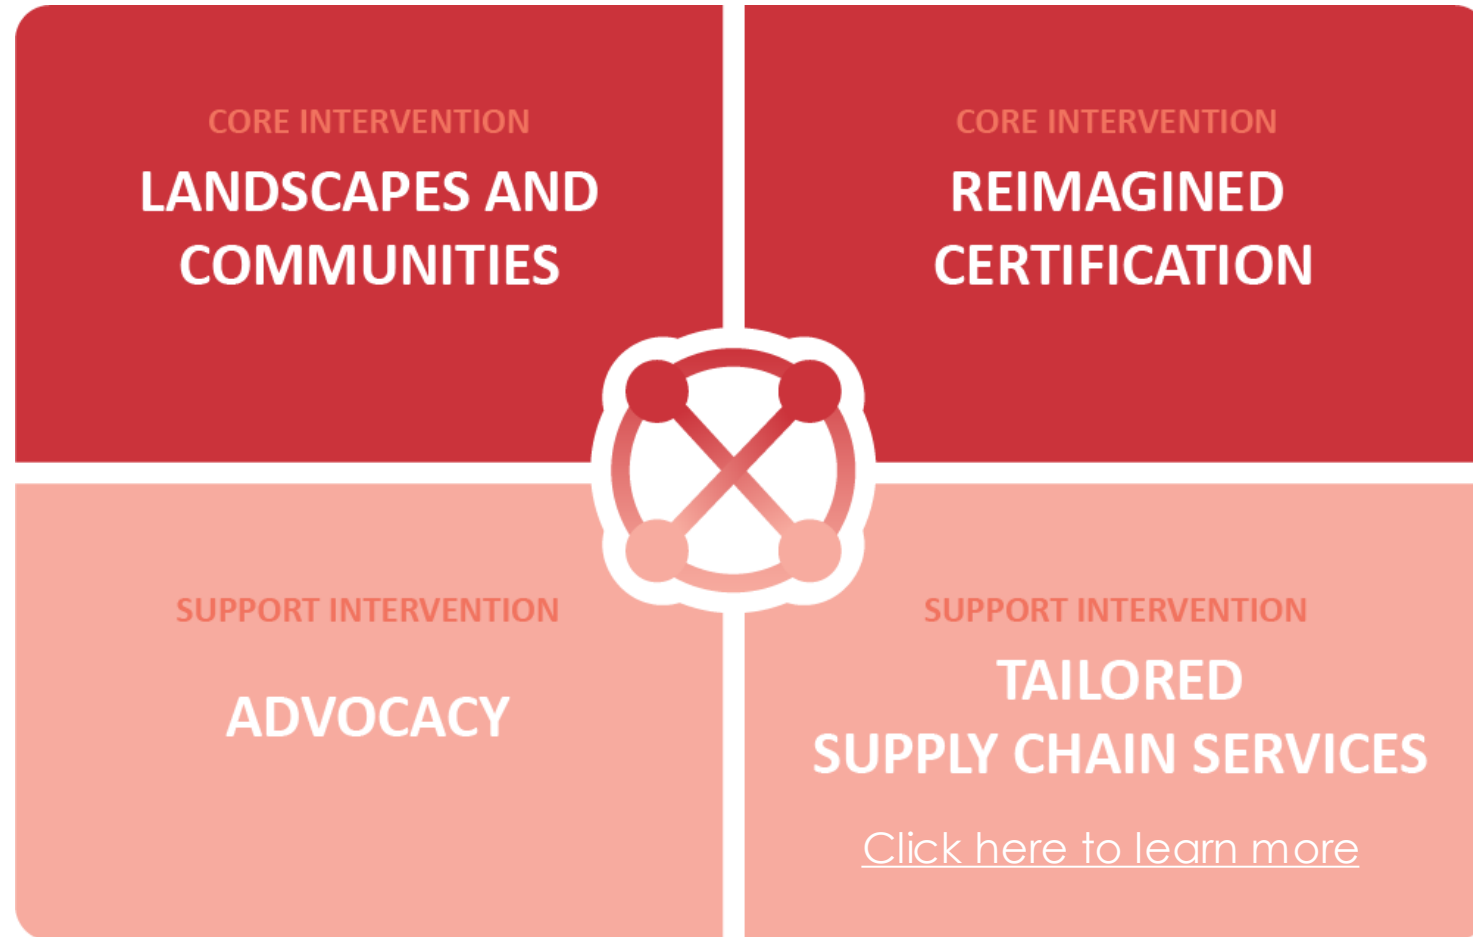 CORE INTERVENTION
LANDSCAPES AND
COMMUNITIES
CORE INTERVENTION
REIMAGINED
CERTIFICATION
SUPPORT INTERVENTION
ADVOCACY
SUPPORT INTERVENTION
TAILORED
SUPPLY CHAIN SERVICES
Click here to learn more